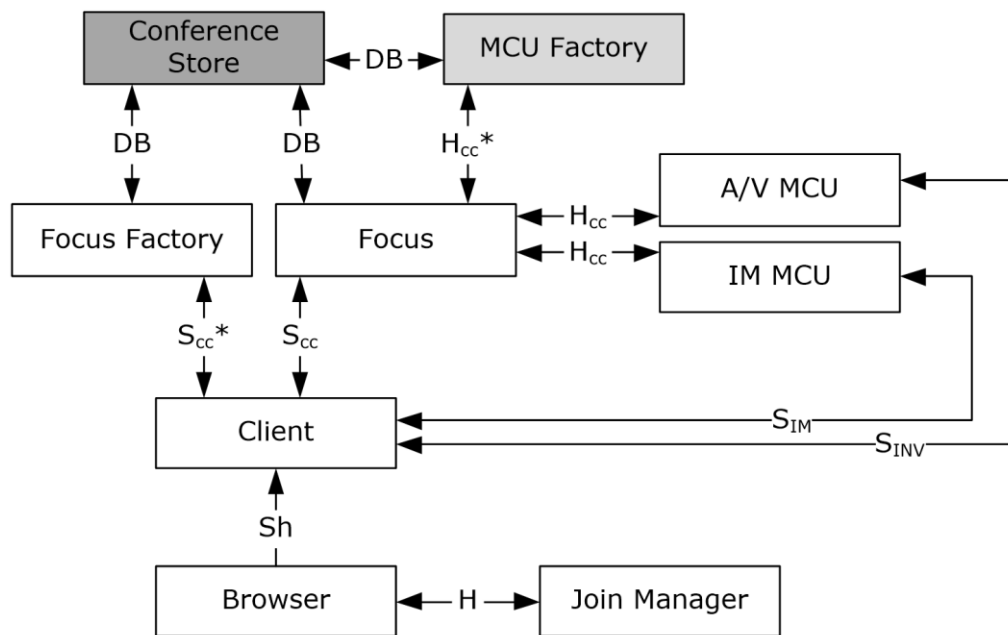 Conference
Store
DB
MCU Factory
DB
DB
Hcc*
A/V MCU
Focus Factory
Focus
Hcc
Hcc
IM MCU
Scc*
Scc
Client
SIM
SINV
Sh
Browser
H
Join Manager